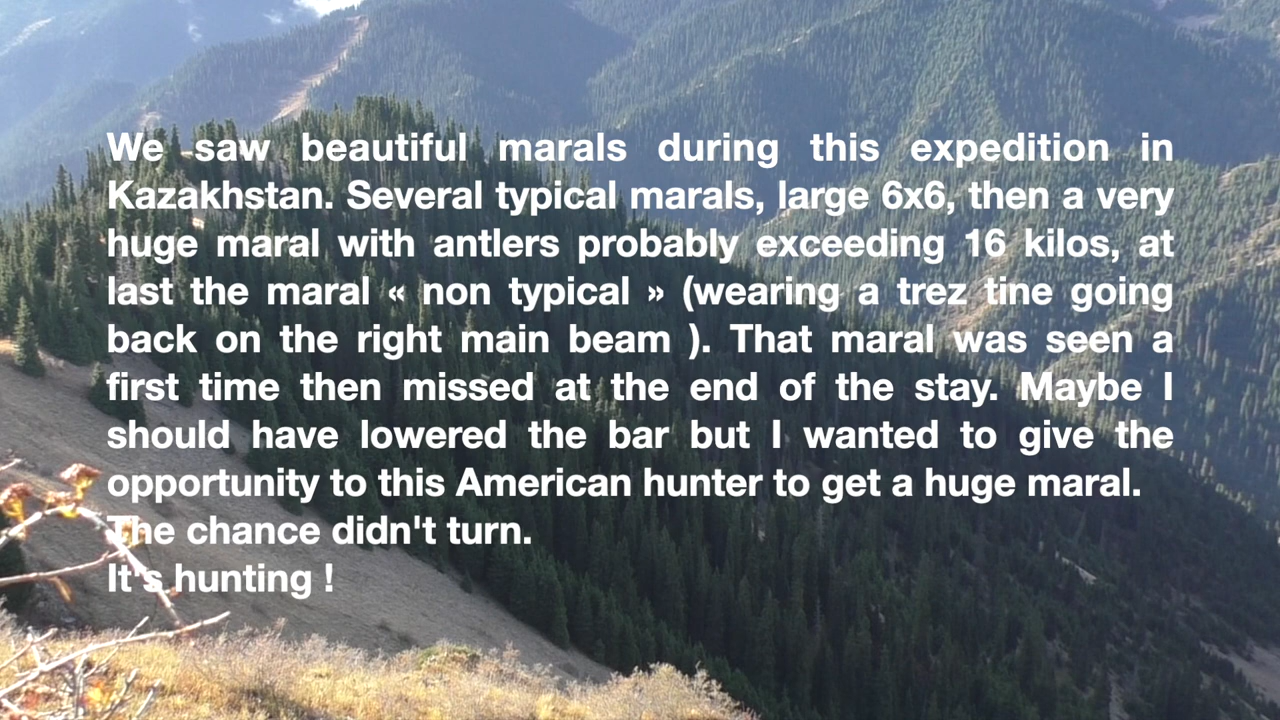 We saw beautiful marals during this expedition in
Kazakhstan. Several typical marals, large 6x6, then a very
huge maral with antlers probably exceeding 16 kilos, at
last the maral « non typical » (wearing a trez tine going
back on the right main beam ). That maral was seen a
first time then missed at the end of the stay. Maybe I
should have lowered the bar but I wanted to give the
opportunity to this American hunter to get a huge maral.
The chance didn't turn.
It's hunting !